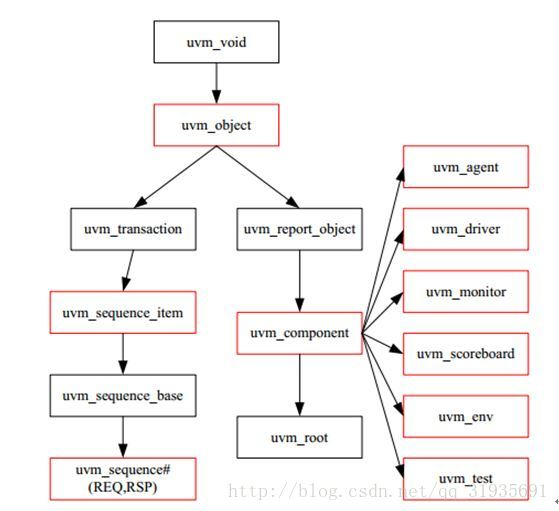 uvm_void
uvm_object
uvm_agent
uvm_transaction
uvm_report_object
uvm_driver
uvm_sequence_item
uvm_component
uvm_monitor
uvm_scoreboard
uvm_sequence_base
uvm_root
uvm_env
uvm_sequence#
(REQ,RSP)
uvm_test
http://blog.csdn.net/qq_31935691